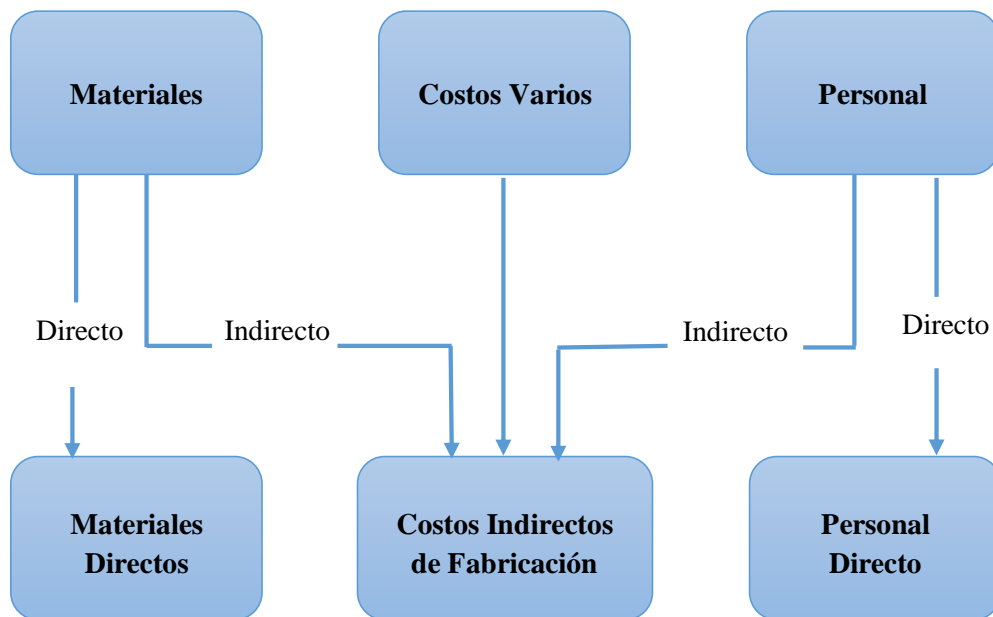 Materiales
Costos Varios
Personal
Directo
Indirecto
Indirecto
Directo
Materiales
Directos
Costos Indirectos
de Fabricación
Personal
Directo